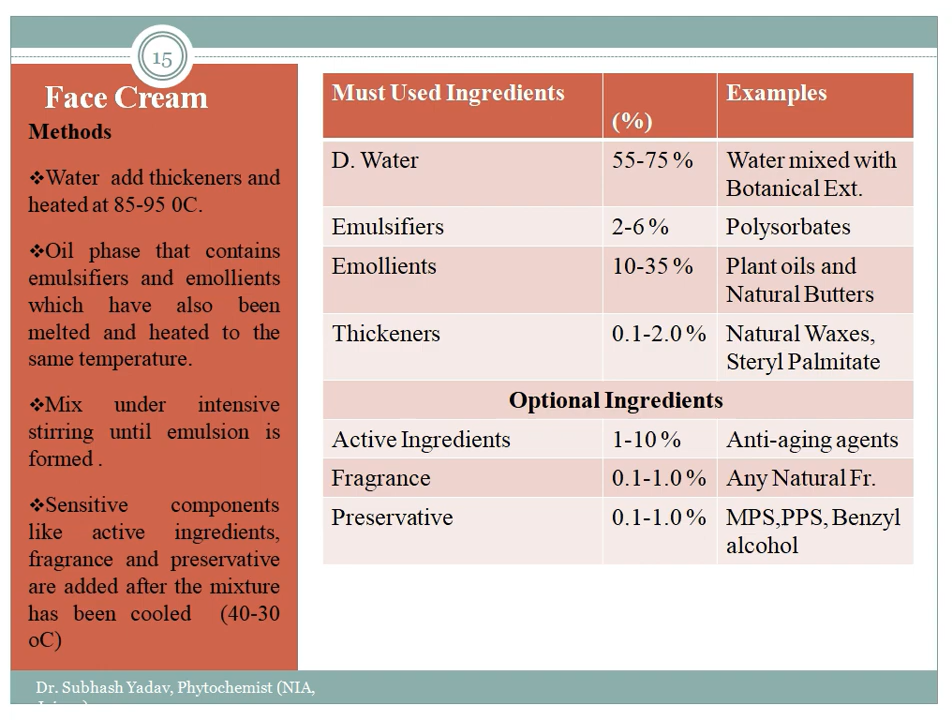 15
Face Cream
Methods
❖Water add thickeners and
heated at 85-95 0C.
❖Oil phase that contains
emulsifiers and emollients
which have also been
melted and heated to the
same temperature.
❖Mix under intensive
stirring until emulsion is
formed .
❖Sensitive components
like active ingredients,
fragrance and preservative
are added after the mixture
has been cooled (40-30
oC)
Must Used Ingredients (%) Examples
D. Water 55-75 % Water mixed with
Botanical Ext.
Emulsifiers 2-6 % Polysorbates
Emollients 10-35 % Plant oils and
Natural Butters
Thickeners 0.1-2.0 % Natural Waxes,
Steryl Palmitate
Optional Ingredients
Active Ingredients 1-10 % Anti-aging agents
Fragrance 0.1-1.0 % Any Natural Fr.
Preservative 0.1-1.0 % MPS,PPS, Benzyl
alcohol
Dr. Subhash Yadav, Phytochemist (NIA,